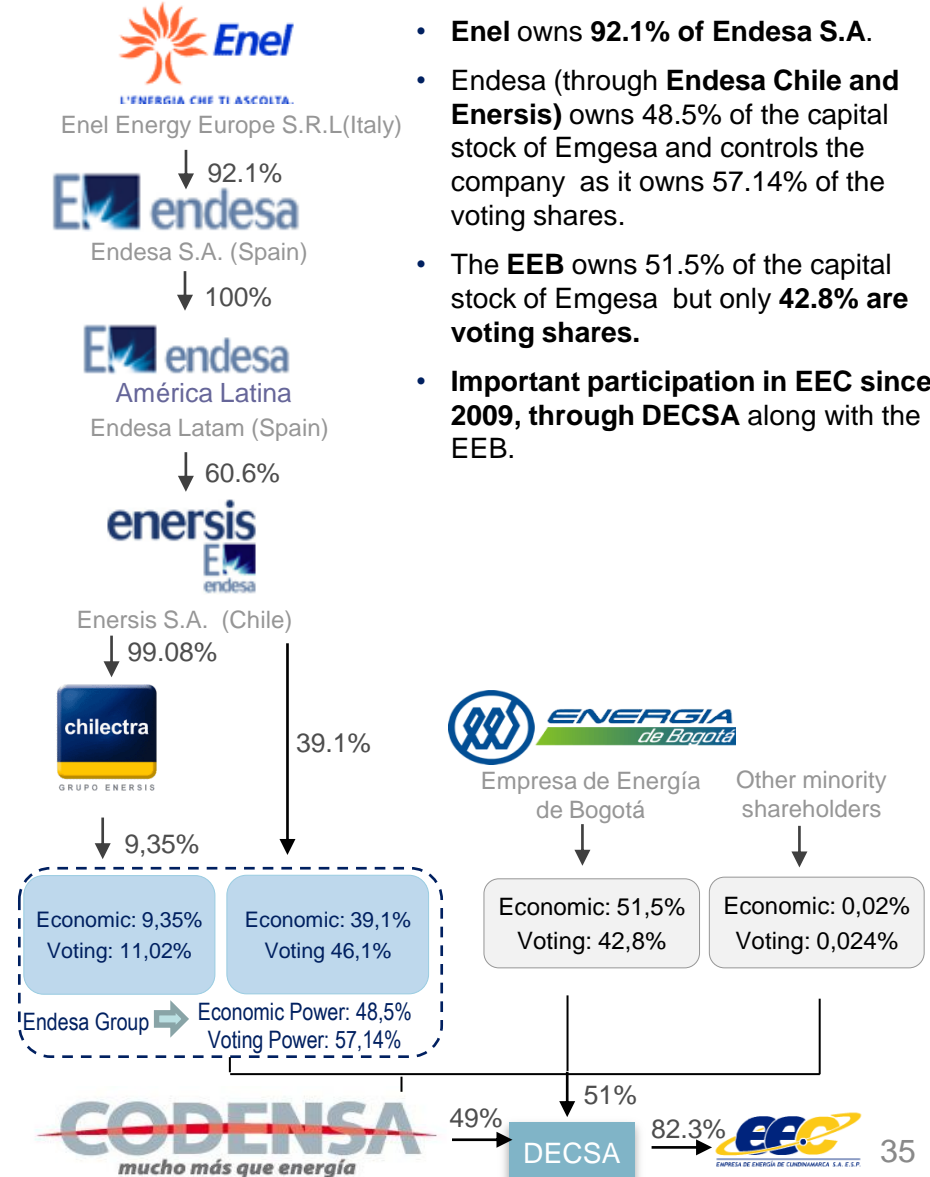 Enel
L'ENERGIA CHE TI ASCOLTA.
Enel Energy Europe S.R.L(Italy)
92.1%
endesa
Endesa S.A. (Spain)
100%
endesa
América Latina
Endesa Latam (Spain)
60.6%
enersis
endesa
Enersis S.A. (Chile)
99.08%
chilectra
GRUPO ENERSIS
39.1%
9,35%
• Enel owns 92.1% of Endesa S.A.
• Endesa (through Endesa Chile and
Enersis) owns 48.5% of the capital
stock of Emgesa and controls the
company as it owns 57.14% of the
voting shares.
• The EEB owns 51.5% of the capital
stock of Emgesa but only 42.8% are
voting shares.
• Important participation in EEC since
2009, through DECSA along with the
EEB.
ENERGIA
de Bogotá
Empresa de Energía
de Bogotá
Other minority
shareholders
Economic: 9,35%
Voting: 11,02%
Economic: 39,1%
Voting 46,1%
Endesa Group
Economic Power: 48,5%
Voting Power: 57,14%
Economic: 51,5%
Voting: 42,8%
Economic: 0,02%
Voting: 0,024%
CODENSA
mucho más que energía
49%
51%
DECSA
82.3%
eec
EMPRESA DE ENERGÍA DE CUNDINAMARCA S.A. E.S.P.
35